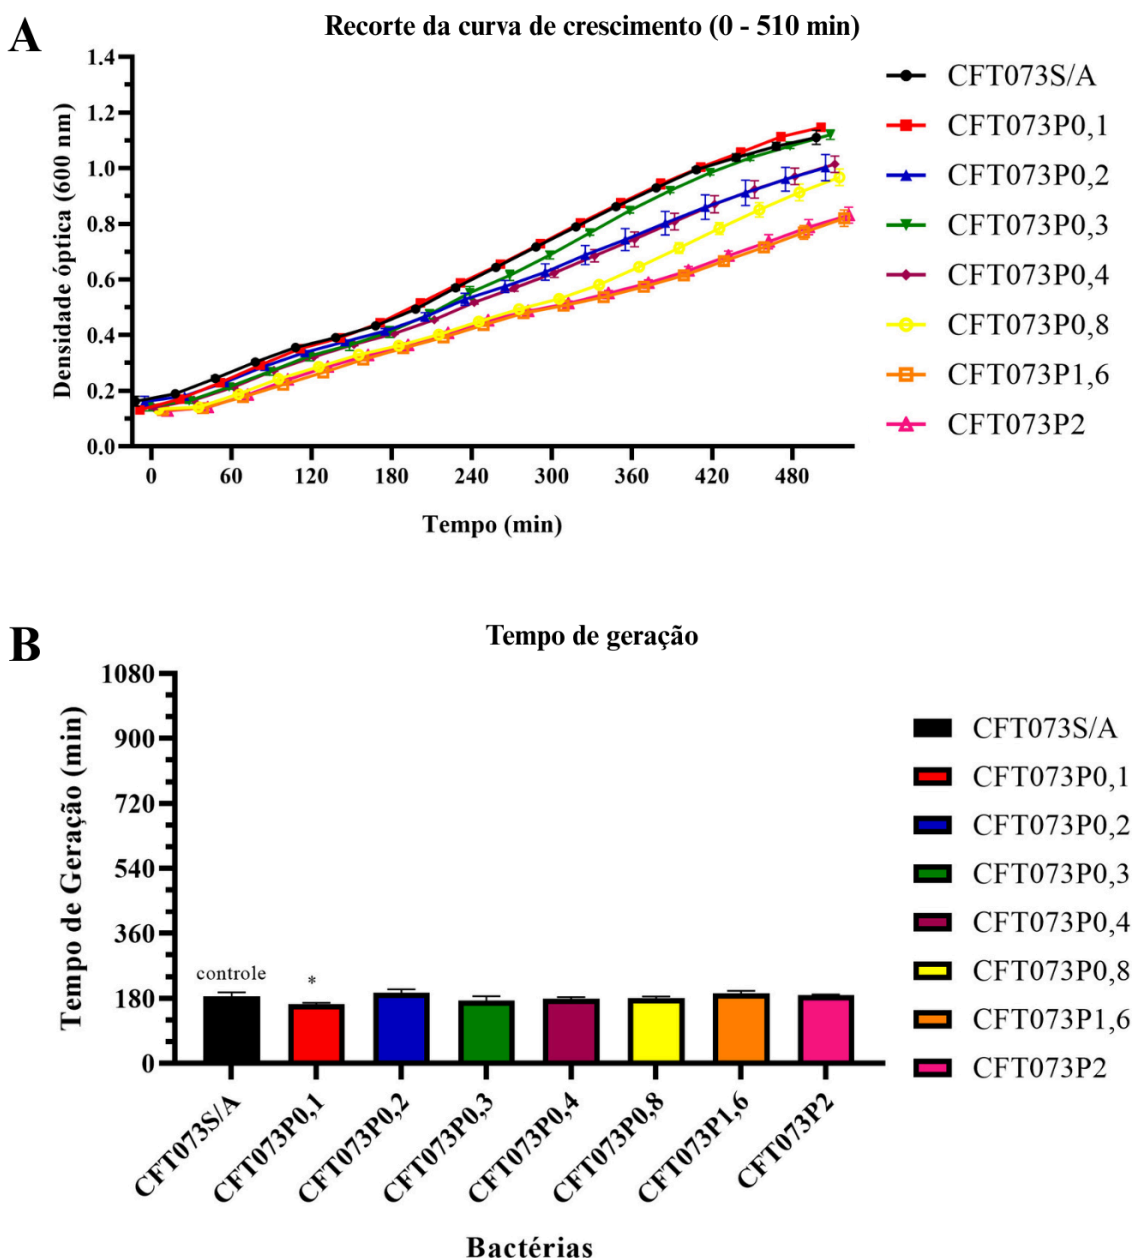 A
Recorte da curva de crescimento (0 - 510 min)
1.4
1.2
1.0
0.8
0.6
0.4
0.2
0.0
Densidade óptica (600 nm)
0 60 120 180 240 300 360 420 480
Tempo (min)
CFT073S/A
CFT073P0,1
CFT073P0,2
CFT073P0,3
CFT073P0,4
CFT073P0,8
CFT073P1,6
CFT073P2
B
Tempo de geração
1080
900
720
540
360
180
0
Tempo de Geração (min)
controle
*
CFT073S/A
CFT073P0,1
CFT073P0,2
CFT073P0,3
CFT073P0,4
CFT073P0,8
CFT073P1,6
CFT073P2
Bactérias
CFT073S/A
CFT073P0,1
CFT073P0,2
CFT073P0,3
CFT073P0,4
CFT073P0,8
CFT073P1,6
CFT073P2